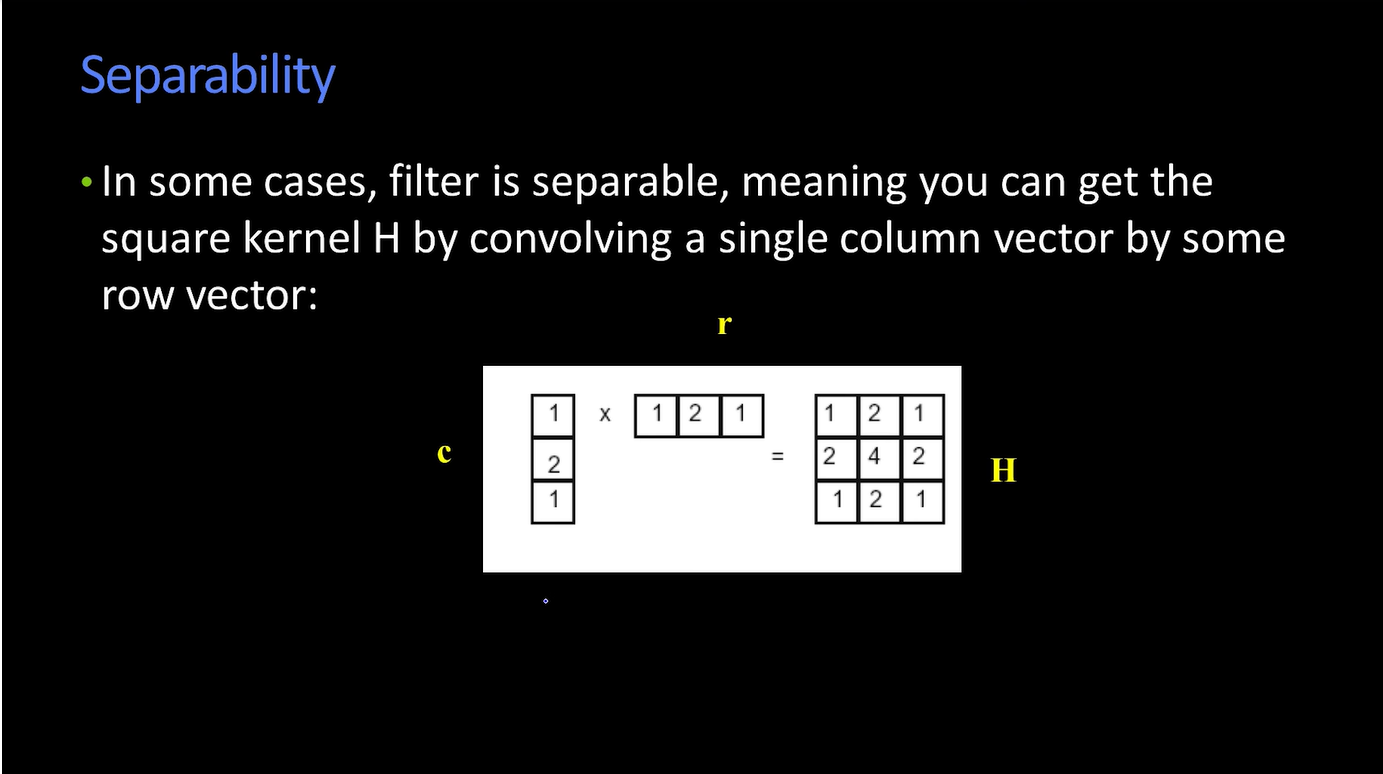 Separability
• In some cases, filter is separable, meaning you can get the
square kernel H by convolving a single column vector by some
row vector:
r
1 x 1 2 1 1 2 1
c 2 = 2 4 2 H
1 1 2 1